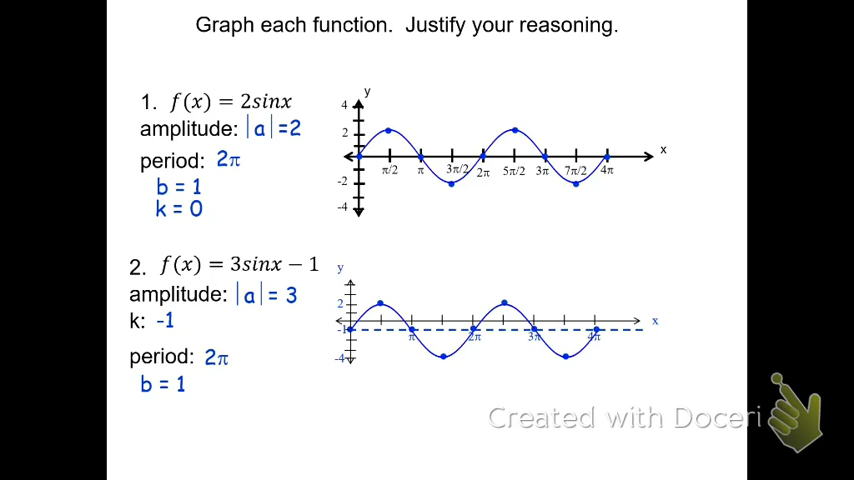 Graph each function. Justify your reasoning.
1. f(x) = 2sinx
amplitude: |a|=2
period: 2π
b = 1
k = 0
y
4
2
-2
-4
π/2 π 3π/2 2π 5π/2 3π 7π/2 4π
x
2. f(x) = 3sinx − 1
amplitude: |a| = 3
k: -1
period: 2π
b = 1
y
2
-1
-4
π 2π 3π 4π
x
Created with Doceri